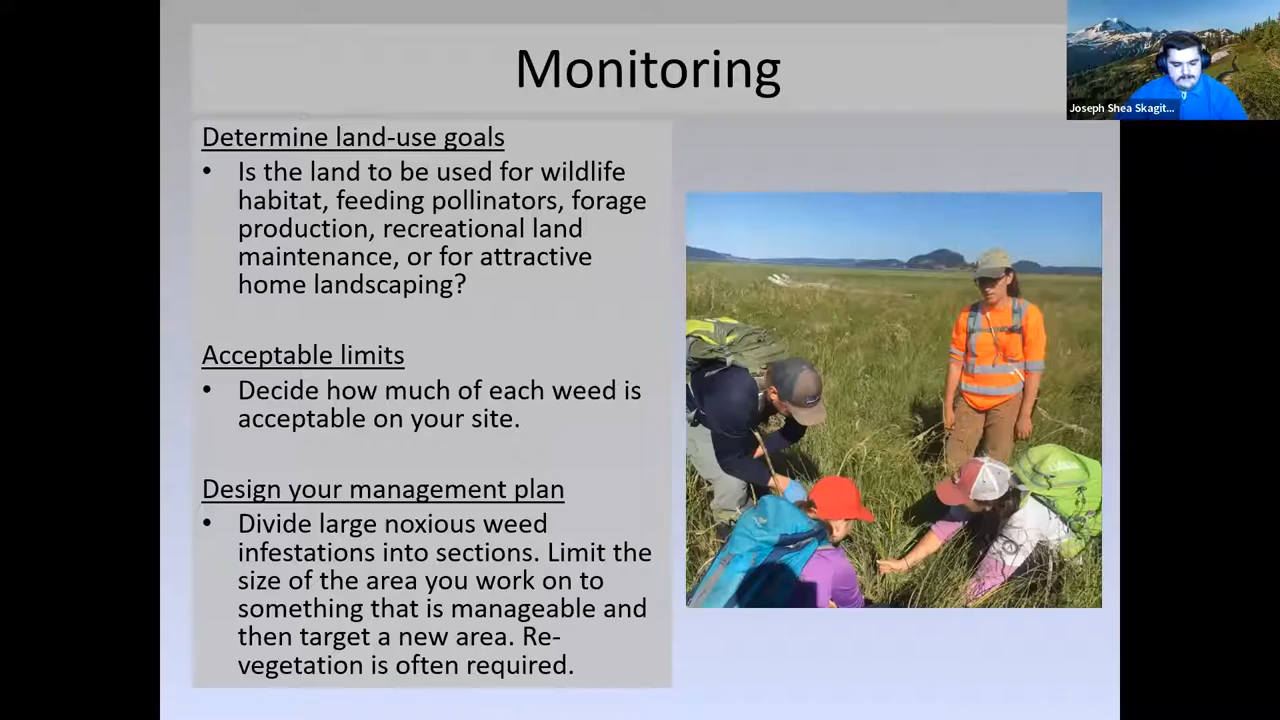 Monitoring
Joseph Shea Skagit...
Determine land-use goals
• Is the land to be used for wildlife
habitat, feeding pollinators, forage
production, recreational land
maintenance, or for attractive
home landscaping?
Acceptable limits
• Decide how much of each weed is
acceptable on your site.
Design your management plan
• Divide large noxious weed
infestations into sections. Limit the
size of the area you work on to
something that is manageable and
then target a new area. Re-
vegetation is often required.